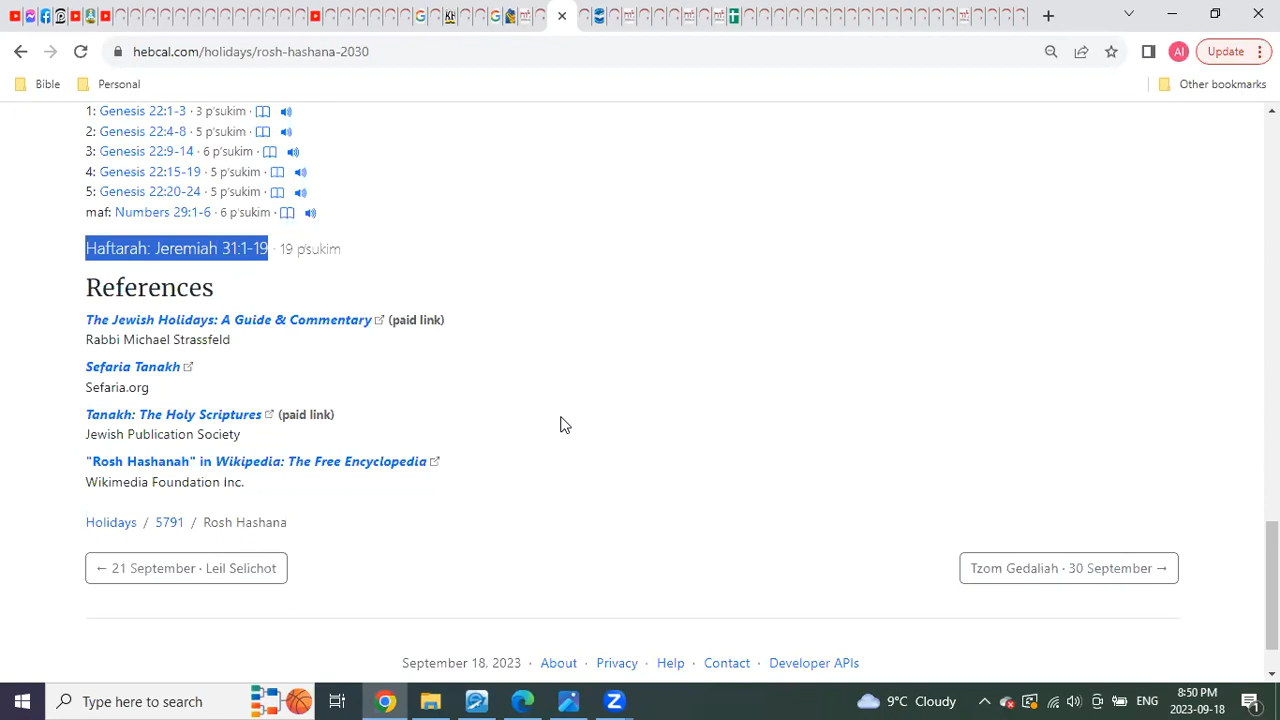 hebcal.com/holidays/rosh-hashana-2030
AI
Update
Bible
Personal
Other bookmarks
1: Genesis 22:1-3 · 3 p'sukim ·
2: Genesis 22:4-8 · 5 p'sukim ·
3: Genesis 22:9-14 · 6 p'sukim ·
4: Genesis 22:15-19 · 5 p'sukim ·
5: Genesis 22:20-24 · 5 p'sukim ·
maf: Numbers 29:1-6 · 6 p'sukim ·
Haftarah: Jeremiah 31:1-19 · 19 p'sukim
References
The Jewish Holidays: A Guide & Commentary (paid link)
Rabbi Michael Strassfeld
Sefaria Tanakh
Sefaria.org
Tanakh: The Holy Scriptures (paid link)
Jewish Publication Society
"Rosh Hashanah" in Wikipedia: The Free Encyclopedia
Wikimedia Foundation Inc.
Holidays / 5791 / Rosh Hashana
← 21 September · Leil Selichot
Tzom Gedaliah · 30 September →
September 18, 2023 · About · Privacy · Help · Contact · Developer APIs
Type here to search
9°C Cloudy
ENG
8:50 PM
2023-09-18